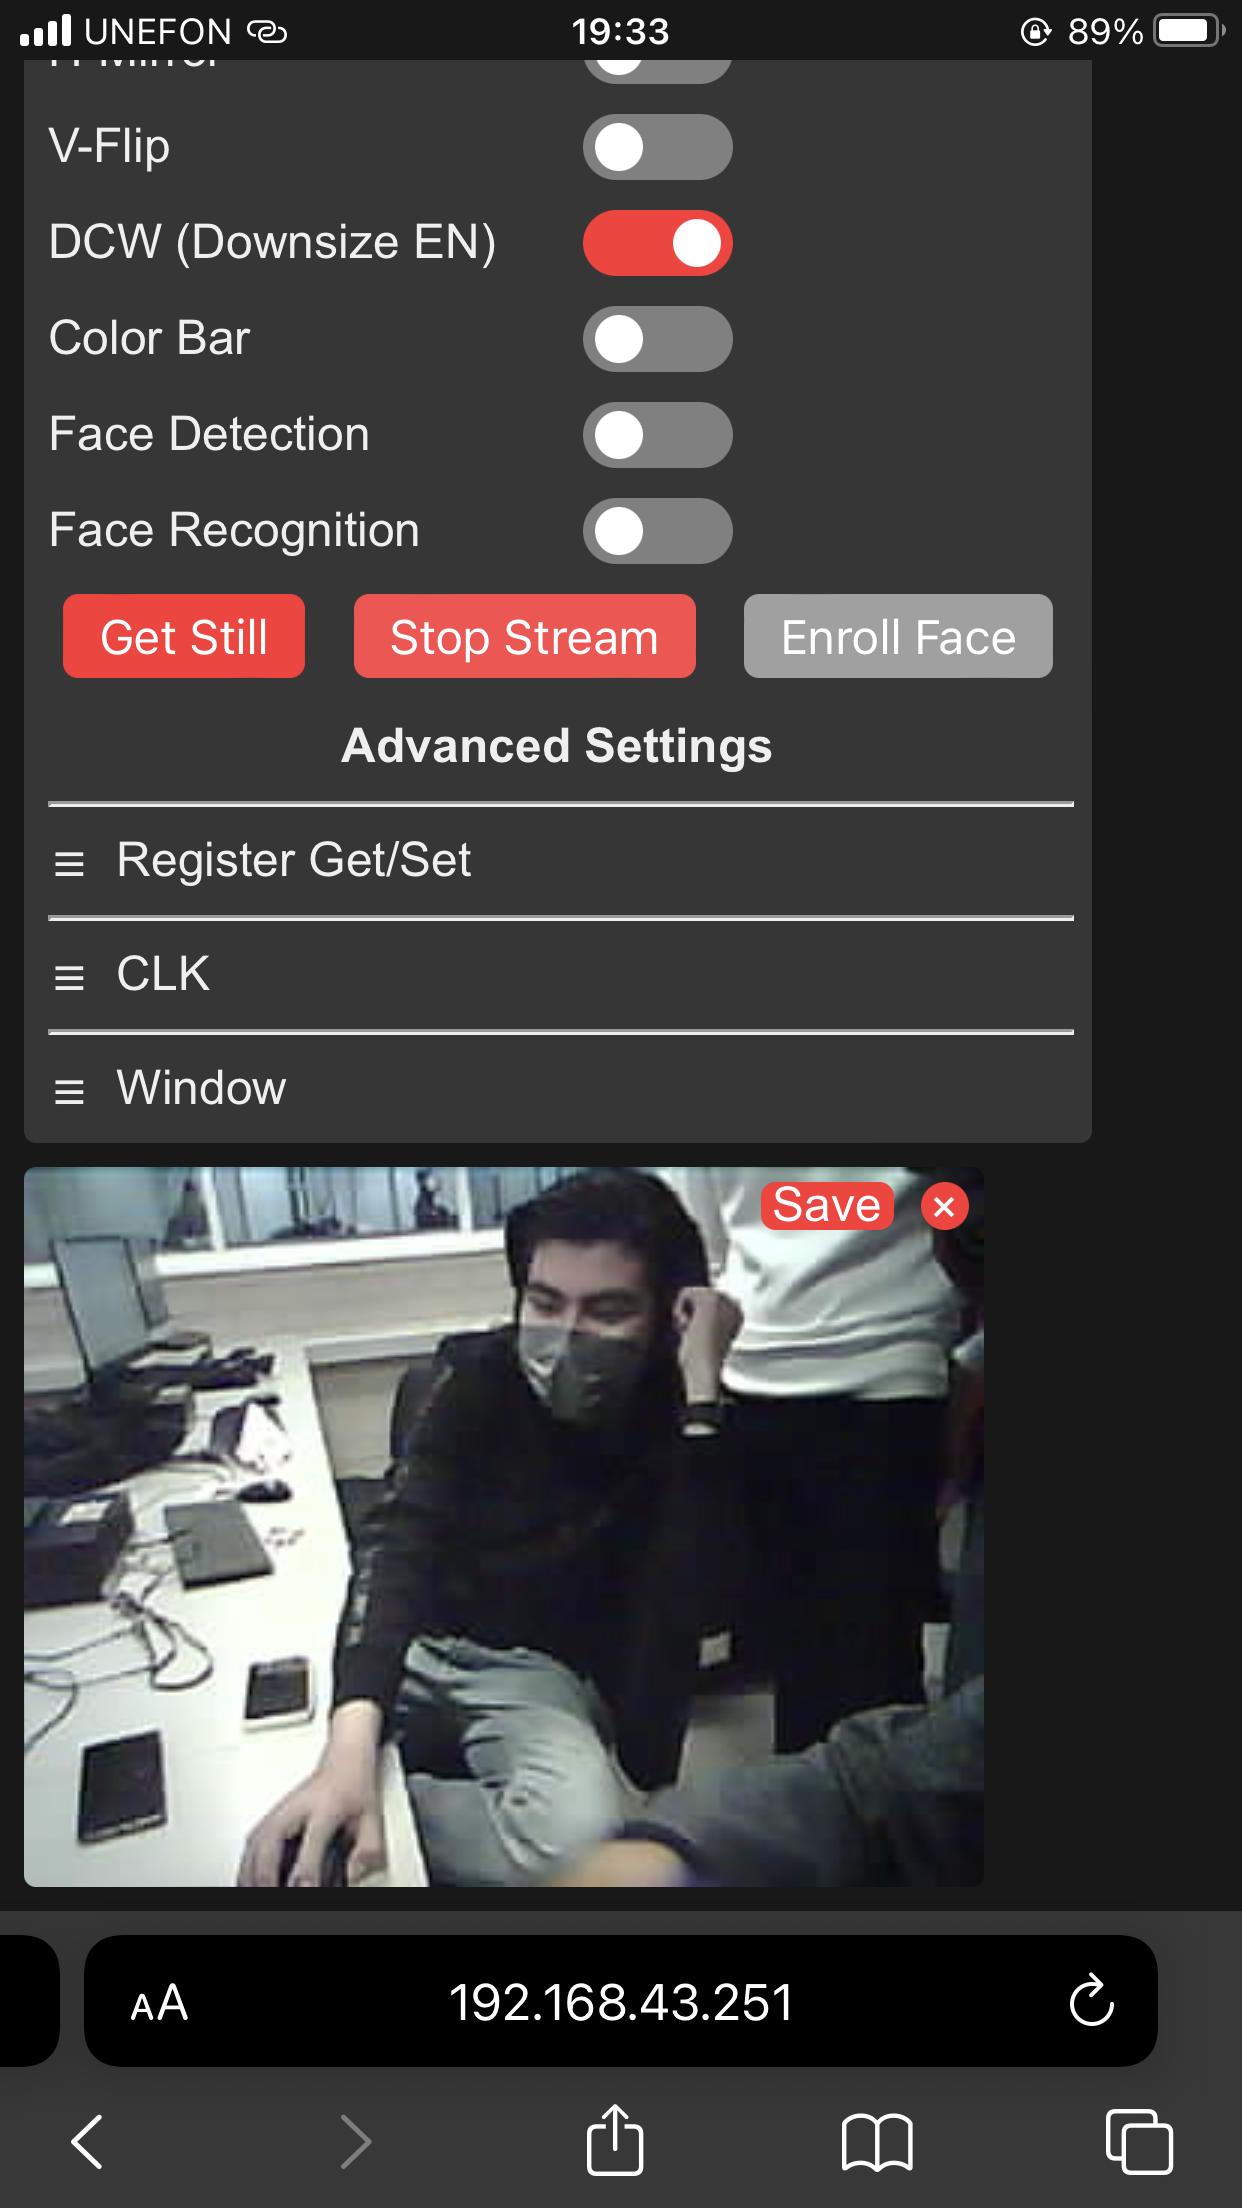 UNEFON 19:33 89%
V-Flip
DCW (Downsize EN)
Color Bar
Face Detection
Face Recognition
Get Still Stop Stream Enroll Face
Advanced Settings
Register Get/Set
CLK
Window
Save
AA 192.168.43.251